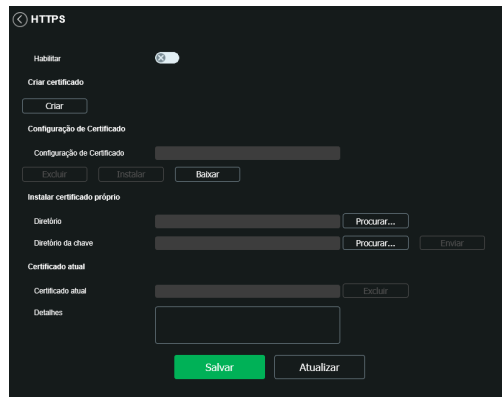 HTTPS
Habilitar
Criar certificado
Criar
Configuração de Certificado
Configuração de Certificado
Excluir Instalar Baixar
Instalar certificado próprio
Diretório Procurar...
Diretório da chave Procurar... Enviar
Certificado atual
Certificado atual Excluir
Detalhes
Salvar Atualizar